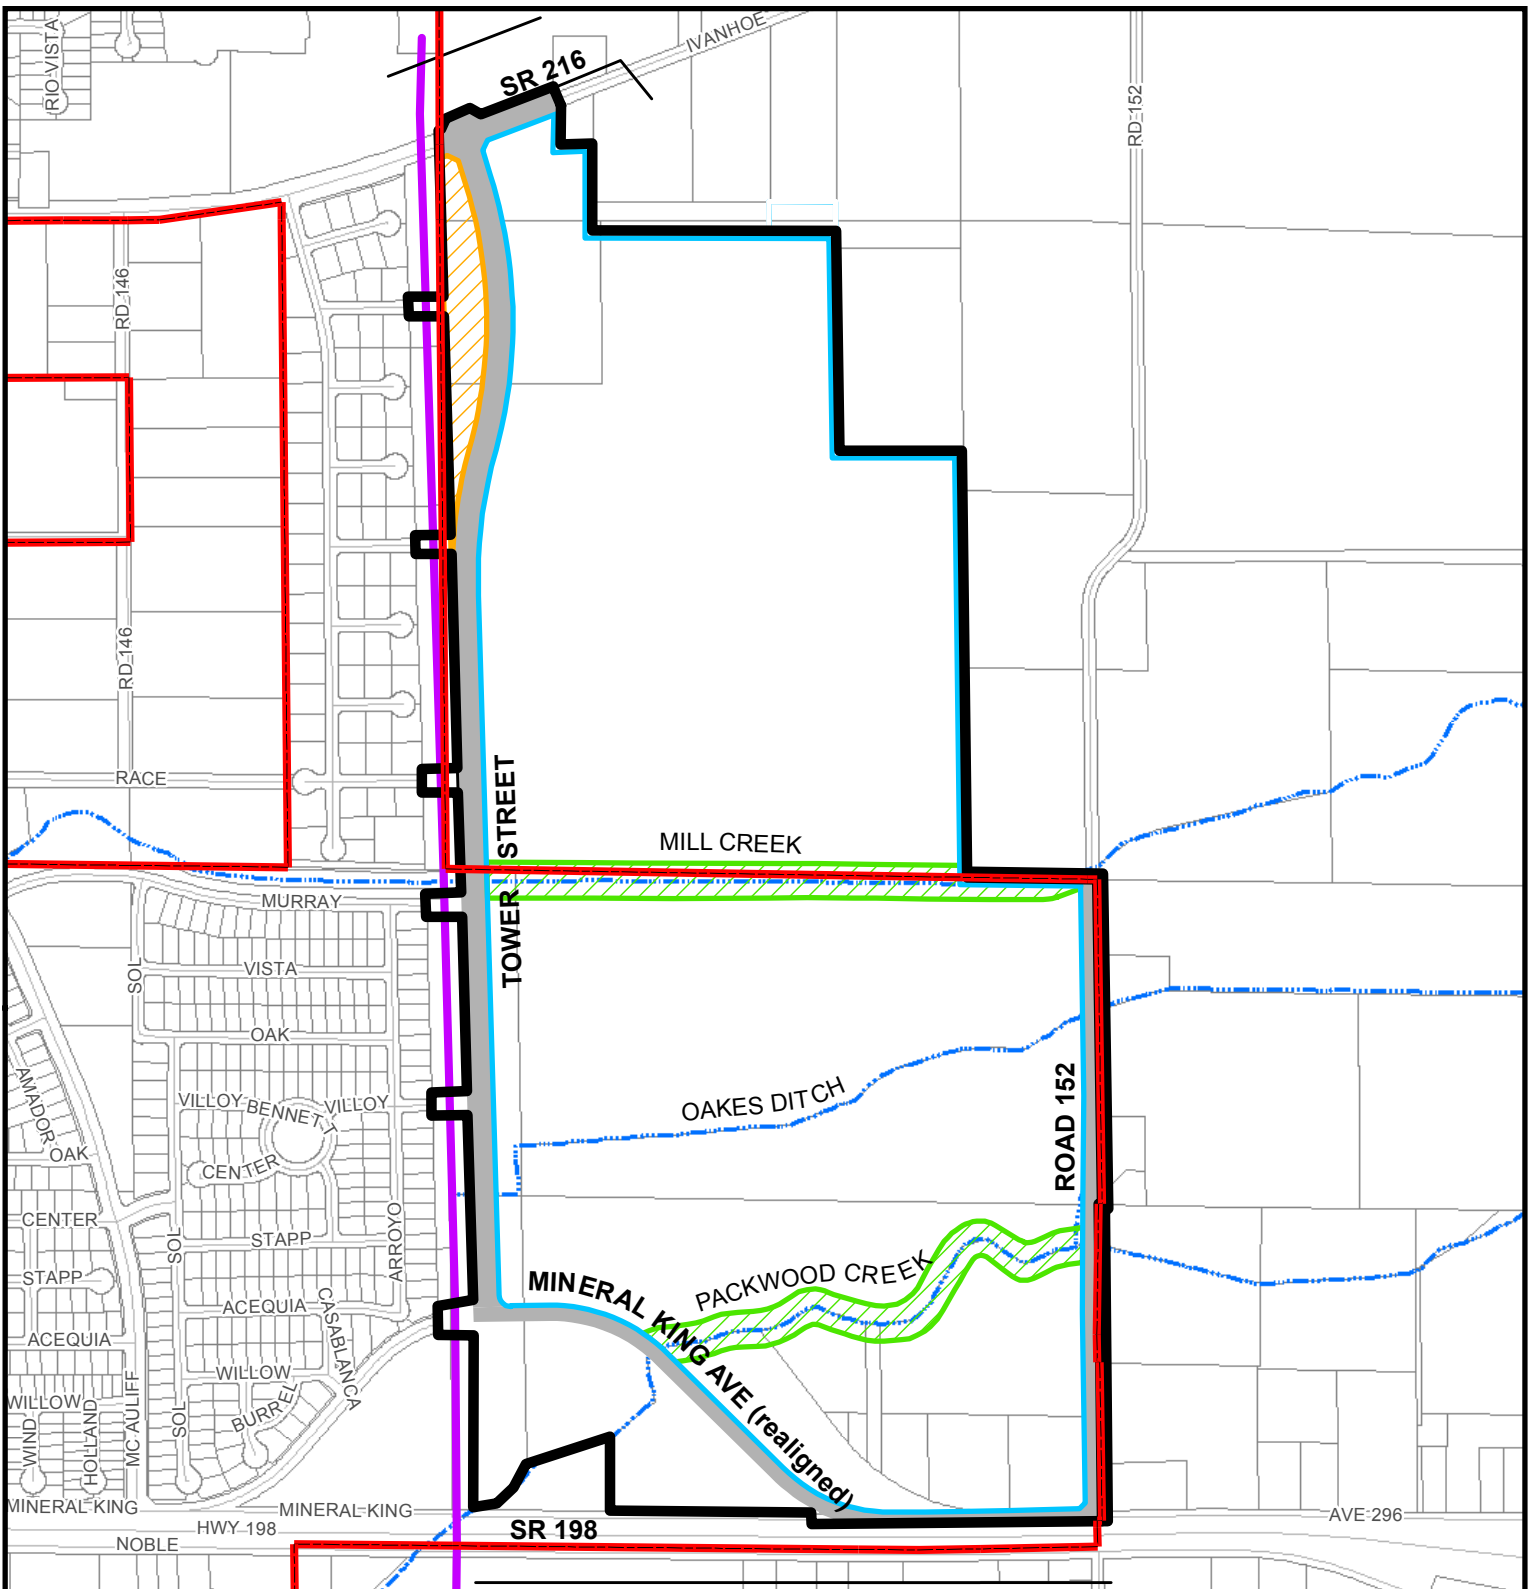 RIO VISTA
SR 216
IVANHOE
RD 152
RD 146
RD 146
RACE
TOWER STREET
MILL CREEK
MURRAY
SOL
VISTA
OAK
AMADOR
VILLOY
BENNETT
VILLOY
OAKES DITCH
ROAD 152
OAK
CENTER
CENTER
SOL
STAPP
ARROYO
STAPP
MINERAL KING AVE (realigned)
PACKWOOD CREEK
ACEQUIA
CASABLANCA
ACEQUIA
WILLOW
WILLOW
BURREL
WIND
HOLLAND
MC AULIFF
SOL
MINERAL KING
MINERAL KING
HWY 198
SR 198
AVE 296
NOBLE